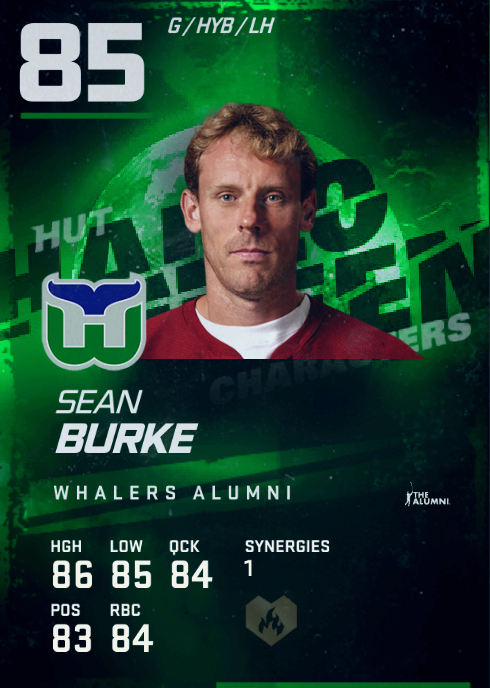 85
G / HYB / LH
HUT
CHARACTERS
SEAN
BURKE
WHALERS ALUMNI
THE
ALUMNI
HGH LOW QCK SYNERGIES
86 85 84 1
POS RBC
83 84